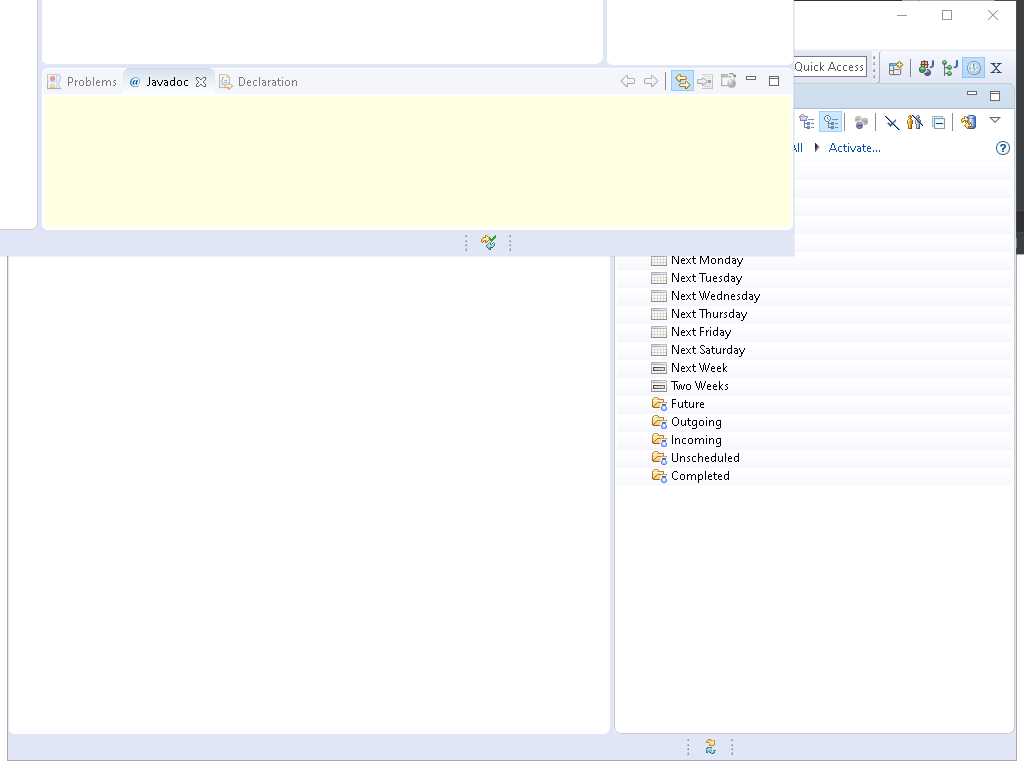 Problems @ Javadoc Declaration
Quick Access
All Activate...
Next Monday
Next Tuesday
Next Wednesday
Next Thursday
Next Friday
Next Saturday
Next Week
Two Weeks
Future
Outgoing
Incoming
Unscheduled
Completed